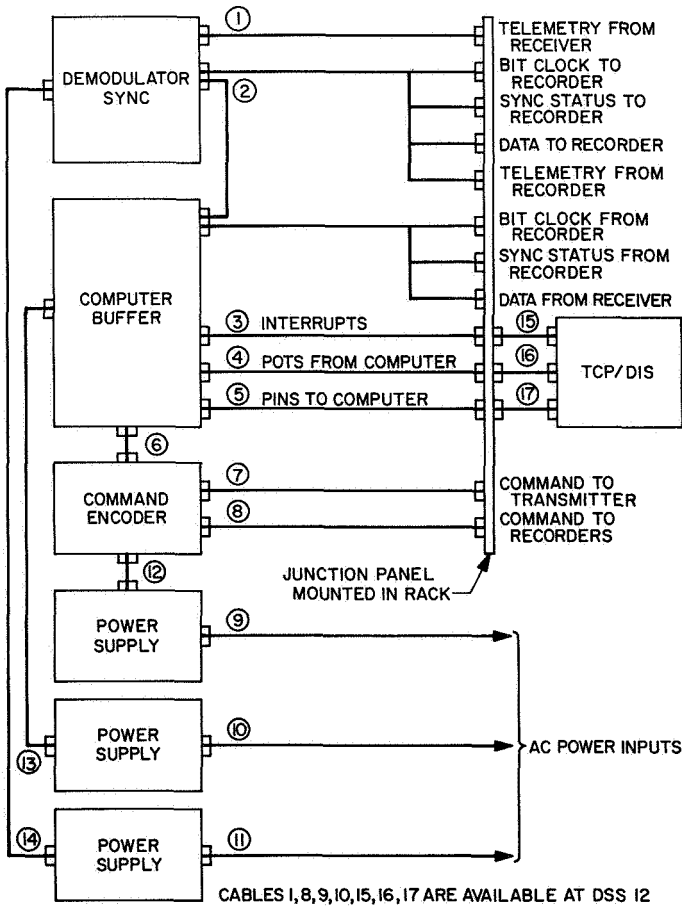 ①
TELEMETRY FROM
RECEIVER
DEMODULATOR
SYNC
②
BIT CLOCK TO
RECORDER
SYNC STATUS TO
RECORDER
DATA TO RECORDER
TELEMETRY FROM
RECORDER
COMPUTER
BUFFER
BIT CLOCK FROM
RECORDER
SYNC STATUS FROM
RECORDER
DATA FROM RECEIVER
③ INTERRUPTS
④ POTS FROM COMPUTER
⑤ PINS TO COMPUTER
⑮
⑯
⑰
TCP/DIS
⑥
COMMAND
ENCODER
⑦
⑧
COMMAND TO
TRANSMITTER
COMMAND TO
RECORDERS
⑫
JUNCTION PANEL
MOUNTED IN RACK
POWER
SUPPLY
⑨
POWER
SUPPLY
⑩
⑬
AC POWER INPUTS
POWER
SUPPLY
⑪
⑭
CABLES 1,8,9,10,15,16,17 ARE AVAILABLE AT DSS 12